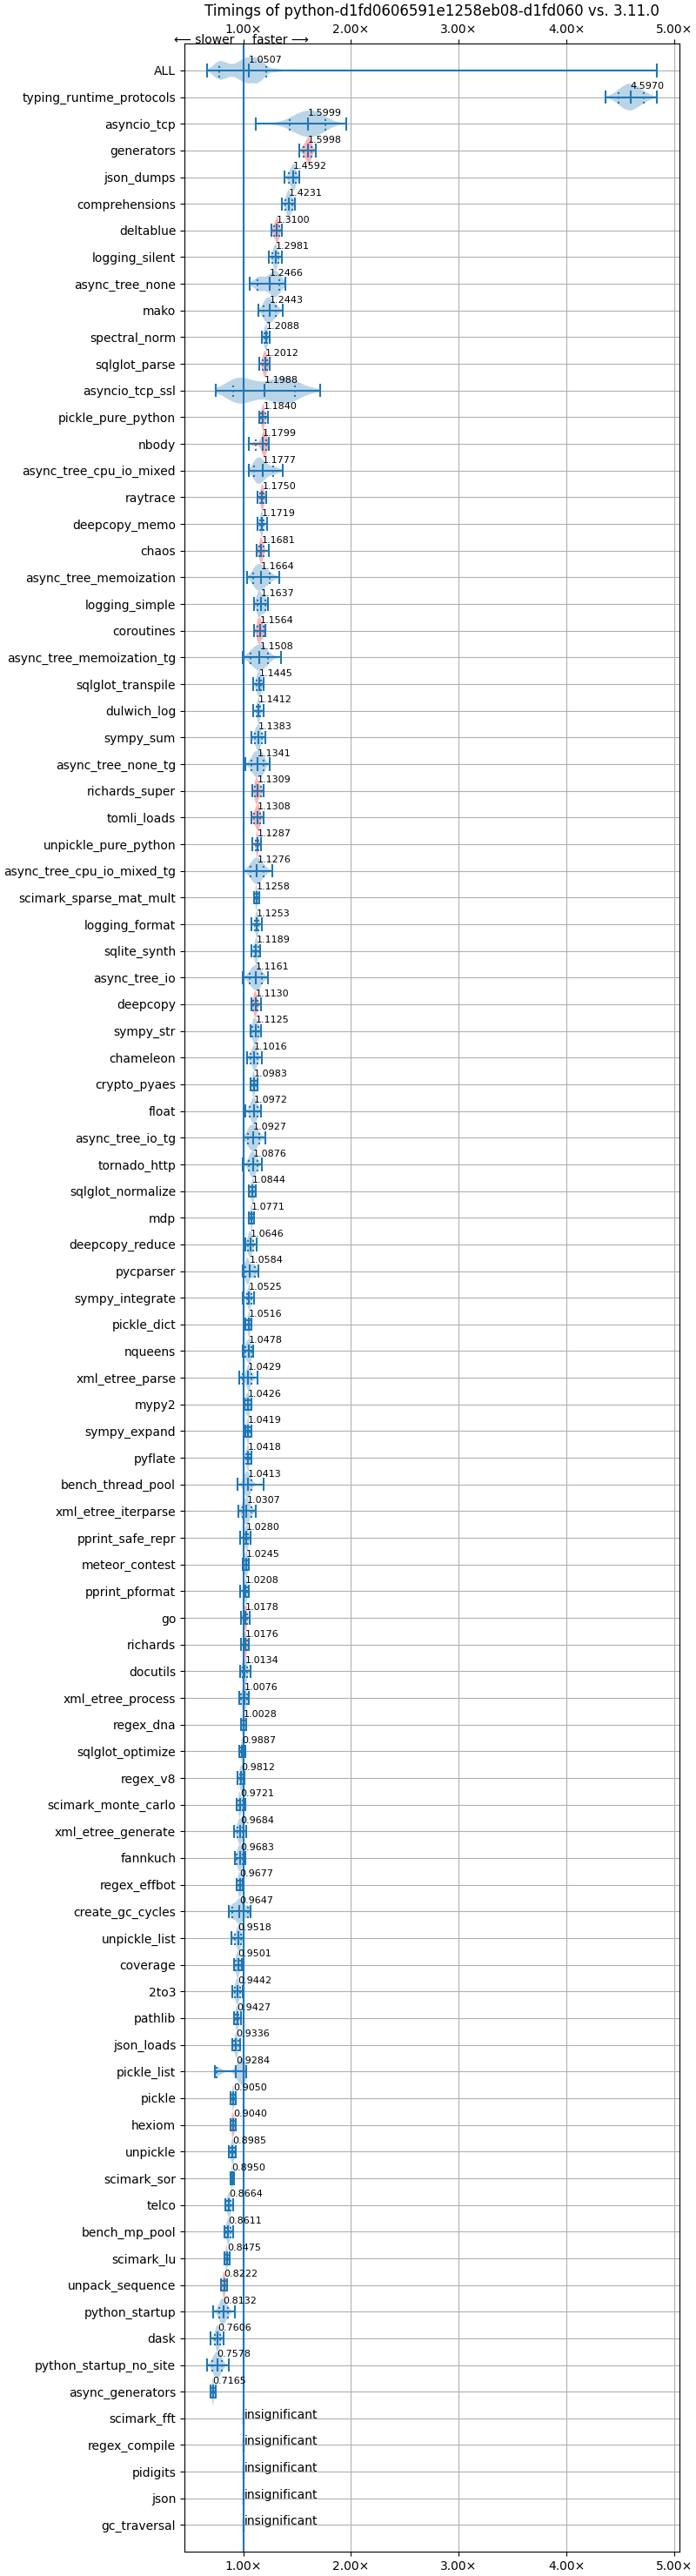 Timings of python-d1fd0606591e1258eb08-d1fd060 vs. 3.11.0
1.00× 2.00× 3.00× 4.00× 5.00×
⟵ slower faster ⟶
ALL 1.0507
typing_runtime_protocols 4.5970
asyncio_tcp 1.5999
generators 1.5998
json_dumps 1.4592
comprehensions 1.4231
deltablue 1.3100
logging_silent 1.2981
async_tree_none 1.2466
mako 1.2443
spectral_norm 1.2088
sqlglot_parse 1.2012
asyncio_tcp_ssl 1.1988
pickle_pure_python 1.1840
nbody 1.1799
async_tree_cpu_io_mixed 1.1777
raytrace 1.1750
deepcopy_memo 1.1719
chaos 1.1681
async_tree_memoization 1.1664
logging_simple 1.1637
coroutines 1.1564
async_tree_memoization_tg 1.1508
sqlglot_transpile 1.1445
dulwich_log 1.1412
sympy_sum 1.1383
async_tree_none_tg 1.1341
richards_super 1.1309
tomli_loads 1.1308
unpickle_pure_python 1.1287
async_tree_cpu_io_mixed_tg 1.1276
scimark_sparse_mat_mult 1.1258
logging_format 1.1253
sqlite_synth 1.1189
async_tree_io 1.1161
deepcopy 1.1130
sympy_str 1.1125
chameleon 1.1016
crypto_pyaes 1.0983
float 1.0972
async_tree_io_tg 1.0927
tornado_http 1.0876
sqlglot_normalize 1.0844
mdp 1.0771
deepcopy_reduce 1.0646
pycparser 1.0584
sympy_integrate 1.0525
pickle_dict 1.0516
nqueens 1.0478
xml_etree_parse 1.0429
mypy2 1.0426
sympy_expand 1.0419
pyflate 1.0418
bench_thread_pool 1.0413
xml_etree_iterparse 1.0307
pprint_safe_repr 1.0280
meteor_contest 1.0245
pprint_pformat 1.0208
go 1.0178
richards 1.0176
docutils 1.0134
xml_etree_process 1.0076
regex_dna 1.0028
sqlglot_optimize 0.9887
regex_v8 0.9812
scimark_monte_carlo 0.9721
xml_etree_generate 0.9684
fannkuch 0.9683
regex_effbot 0.9677
create_gc_cycles 0.9647
unpickle_list 0.9518
coverage 0.9501
2to3 0.9442
pathlib 0.9427
json_loads 0.9336
pickle_list 0.9284
pickle 0.9050
hexiom 0.9040
unpickle 0.8985
scimark_sor 0.8950
telco 0.8664
bench_mp_pool 0.8611
scimark_lu 0.8475
unpack_sequence 0.8222
python_startup 0.8132
dask 0.7606
python_startup_no_site 0.7578
async_generators 0.7165
scimark_fft insignificant
regex_compile insignificant
pidigits insignificant
json insignificant
gc_traversal insignificant
1.00× 2.00× 3.00× 4.00× 5.00×